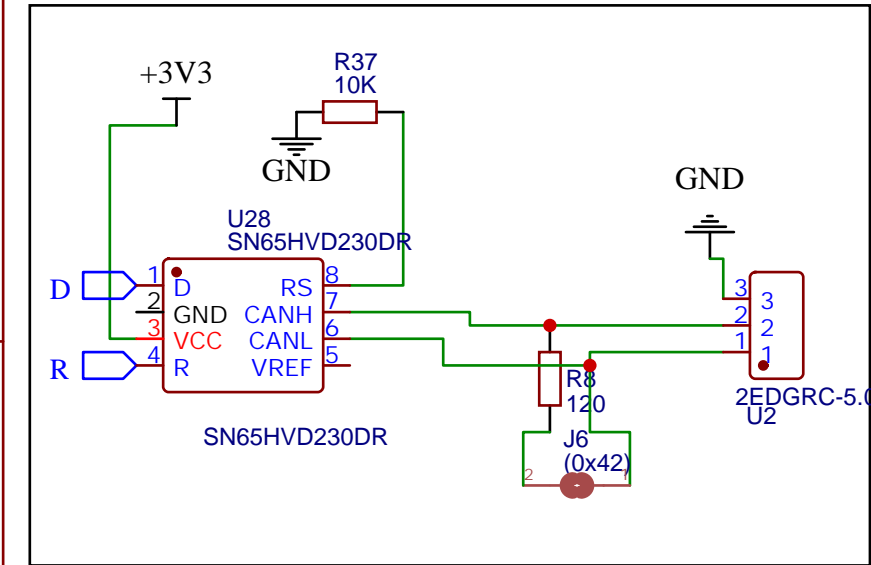 +3V3
R37
10K
GND
GND
U28
SN65HVD230DR
D
1
D
RS
8
2
GND
CANH
7
3
VCC
CANL
6
R
4
R
VREF
5
SN65HVD230DR
3
3
2
2
1
1
2EDGRC-5.0
U2
R8
120
J6
(0x42)
2
1